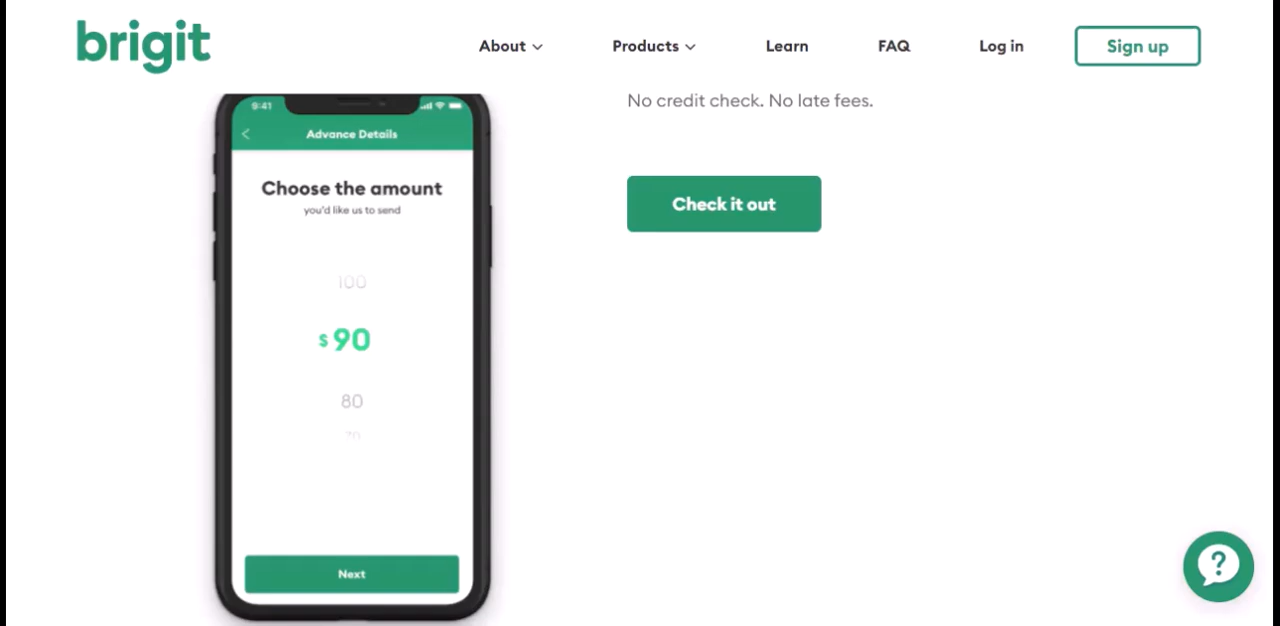 brigit
About
Products
Learn
FAQ
Log in
Sign up
9:41
Advance Details
Choose the amount
you'd like us to send
100
$ 90
80
70
Next
No credit check. No late fees.
Check it out
?